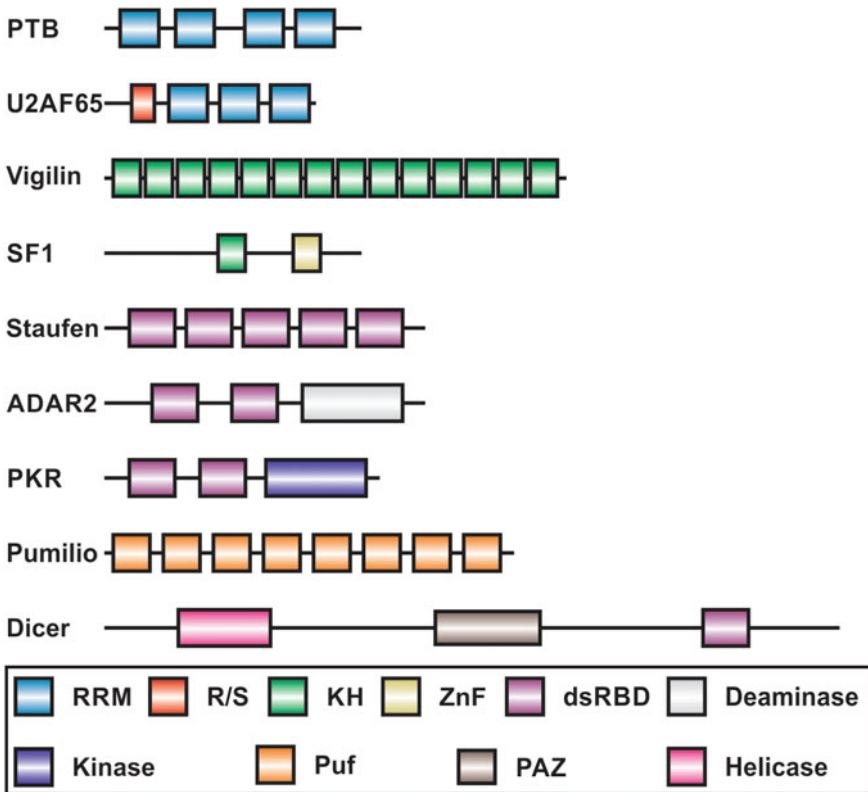 PTB
U2AF65
Vigilin
SF1
Staufen
ADAR2
PKR
Pumilio
Dicer
RRM R/S KH ZnF dsRBD Deaminase
Kinase Puf PAZ Helicase